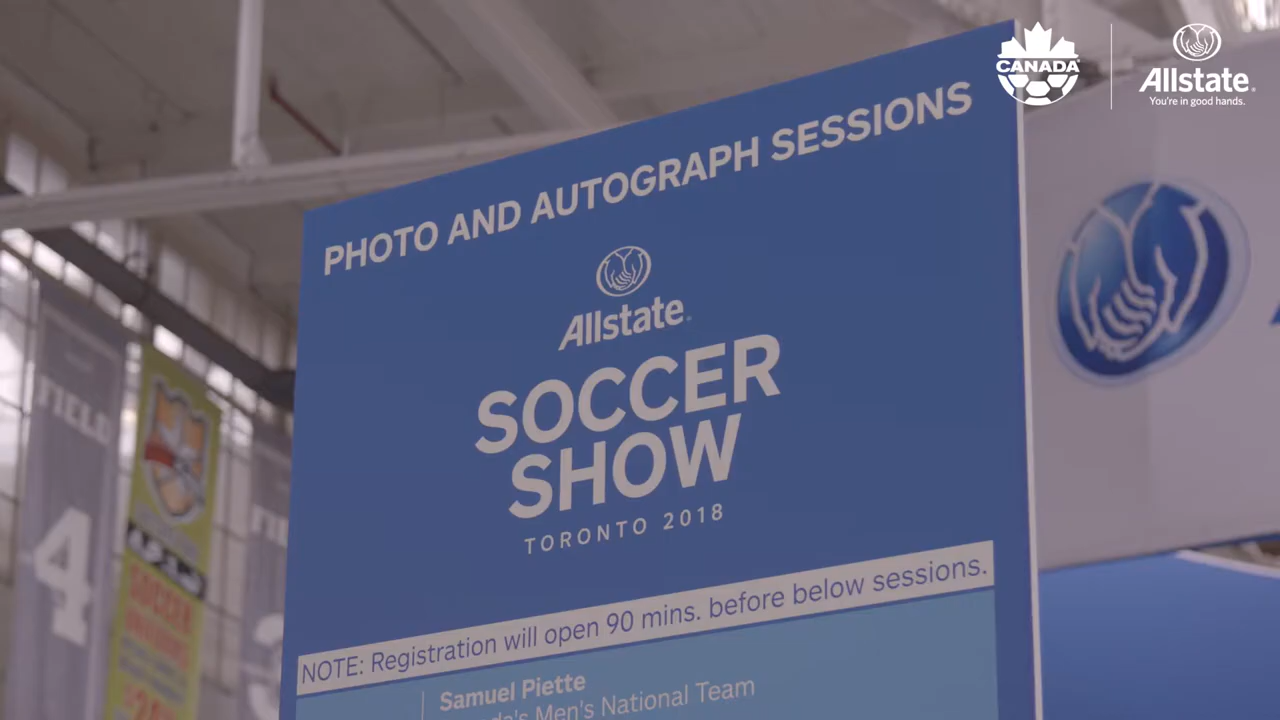 CANADA
Allstate.
You're in good hands.
PHOTO AND AUTOGRAPH SESSIONS
Allstate.
SOCCER
SHOW
TORONTO 2018
NOTE: Registration will open 90 mins. before below sessions.
Samuel Piette
Men's National Team
FIELD
4
SOCCER
UNIFORMS